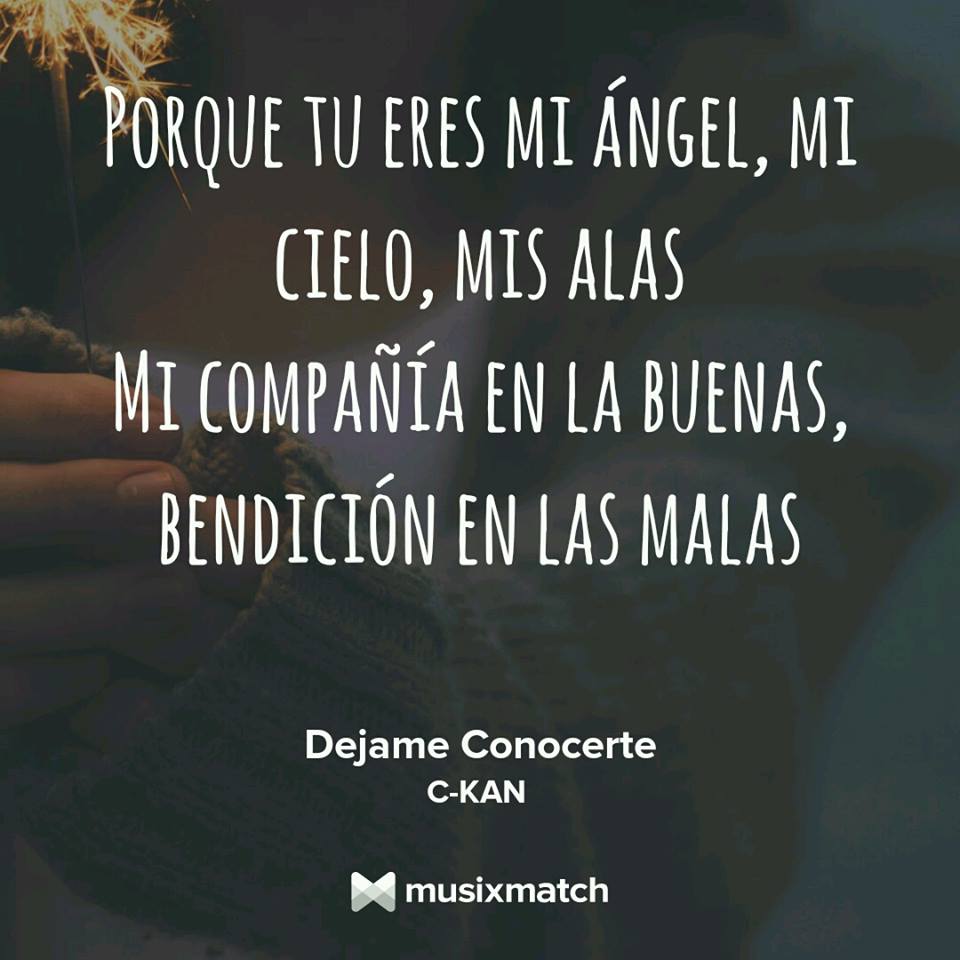 Porque tu eres mi ángel, mi
cielo, mis alas
Mi compañía en la buenas,
bendición en las malas
Dejame Conocerte
C-KAN
musixmatch